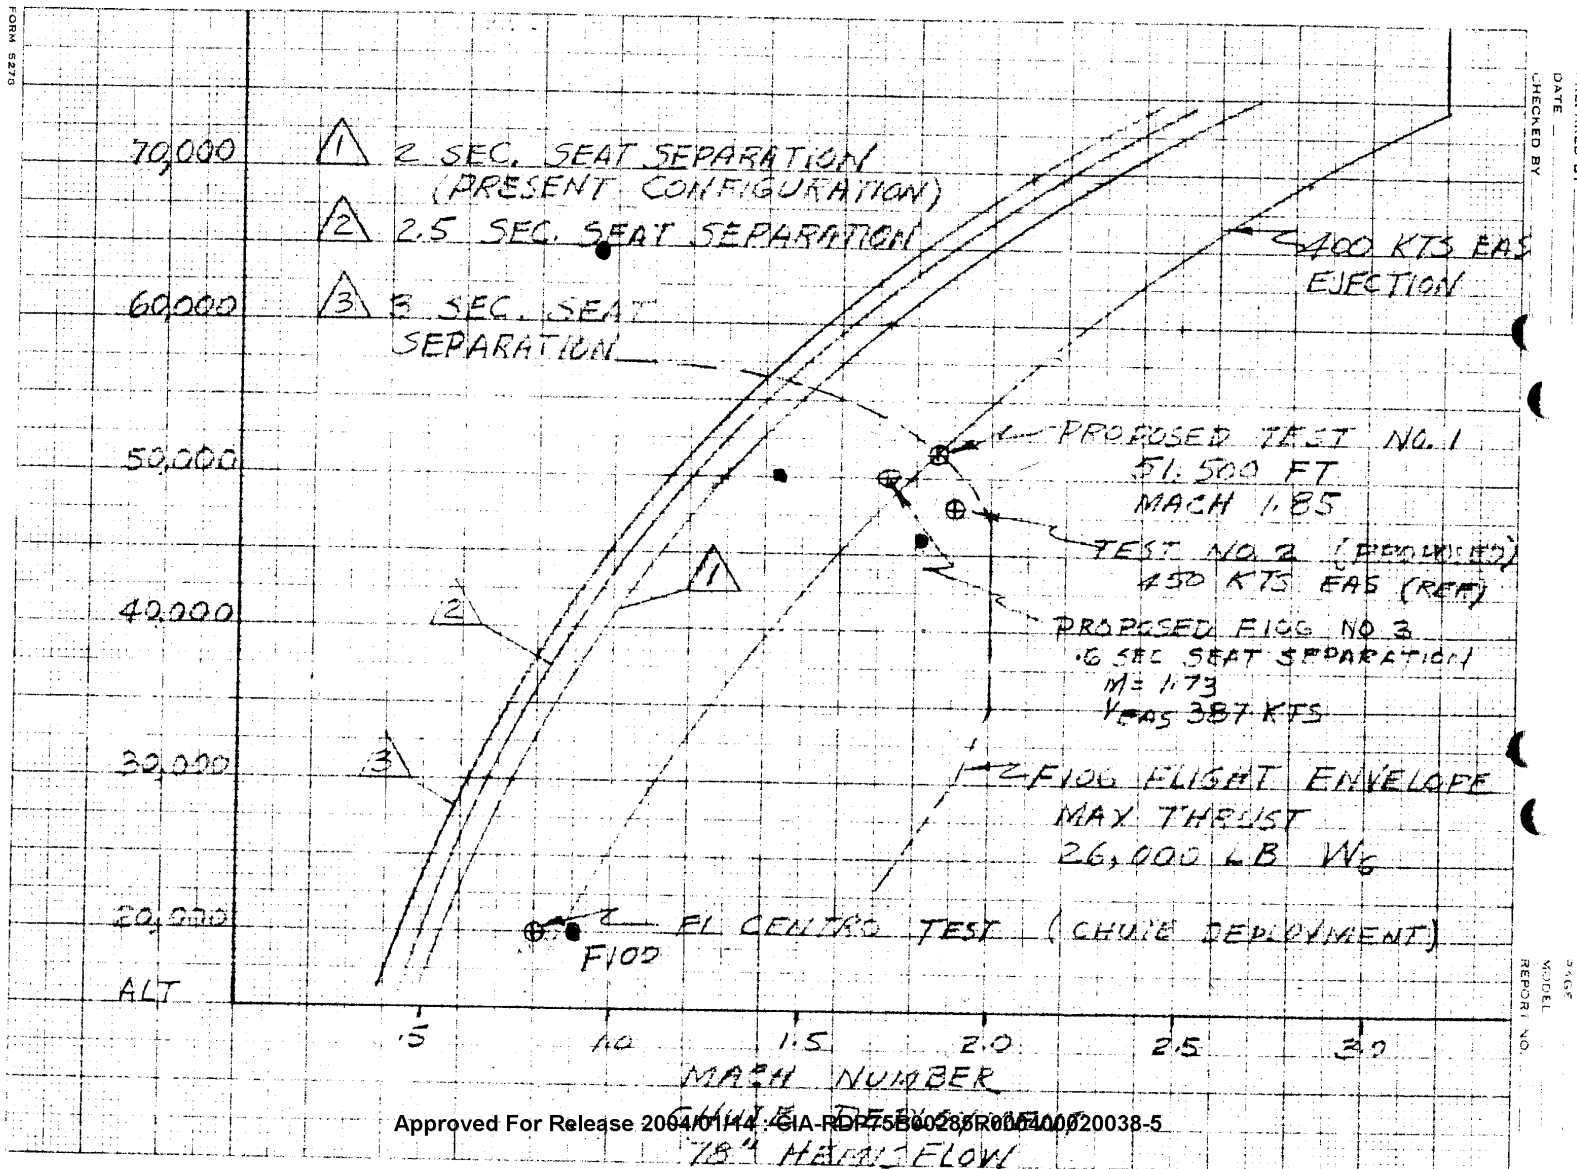 FORM 5278
DATE
CHECKED BY
70,000
1 2 SEC. SEAT SEPARATION
(PRESENT CONFIGURATION)
2 2.5 SEC. SEAT SEPARATION
60,000
3 3 SEC. SEAT
SEPARATION
400 KTS EAS
EJECTION
50,000
PROPOSED TEST NO. 1
51,500 FT
MACH 1.85
TEST NO. 2 (PROPOSED)
450 KTS EAS (REF)
1
2
40,000
PROPOSED F106 NO 3
.6 SEC SEAT SEPARATION
M = 1.73
VEAS 387 KTS
3
30,000
F106 FLIGHT ENVELOPE
MAX THRUST
26,000 LB WG
20,000
EL CENTRO TEST (CHUTE DEPLOYMENT)
F100
ALT
.5 1.0 1.5 2.0 2.5 3.0
MACH NUMBER
CHUTE
Approved For Release 2004/01/14 : CIA-RDP75B00285R000400020038-5
78" HEMISFLOW
PAGE
MODEL
REPORT NO.